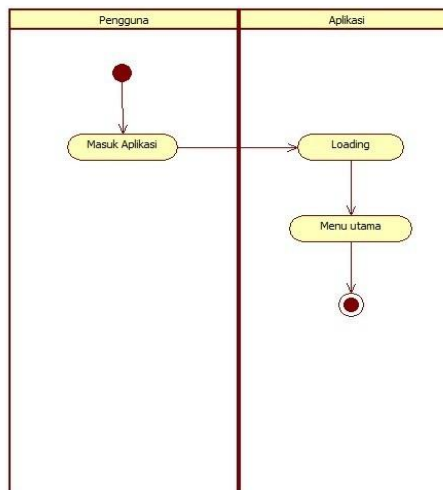 Pengguna
Aplikasi
Masuk Aplikasi
Loading
Menu utama